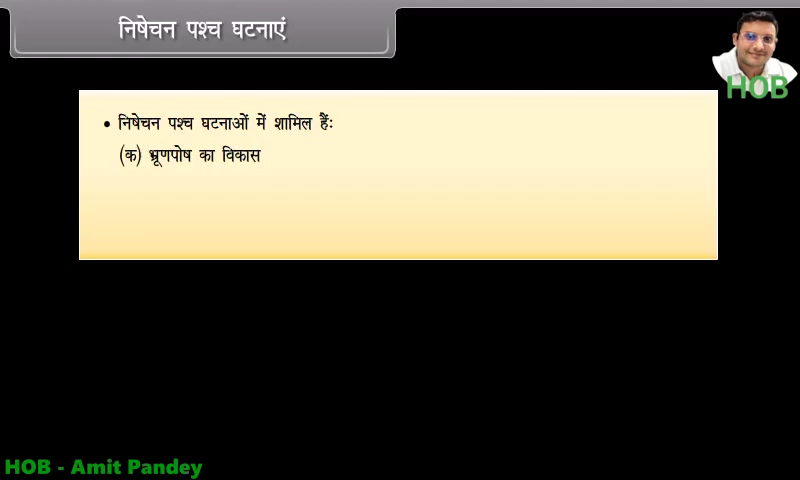 निषेचन पश्च घटनाएं
HOB
• निषेचन पश्च घटनाओं में शामिल हैं:
(क) भ्रूणपोष का विकास
HOB - Amit Pandey